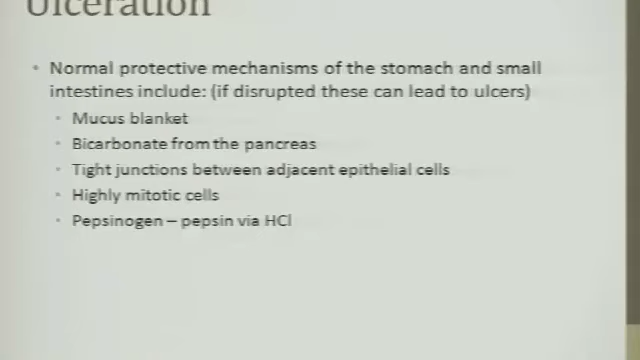 Ulceration
Normal protective mechanisms of the stomach and small
intestines include: (if disrupted these can lead to ulcers)
Mucus blanket
Bicarbonate from the pancreas
Tight junctions between adjacent epithelial cells
Highly mitotic cells
Pepsinogen – pepsin via HCl